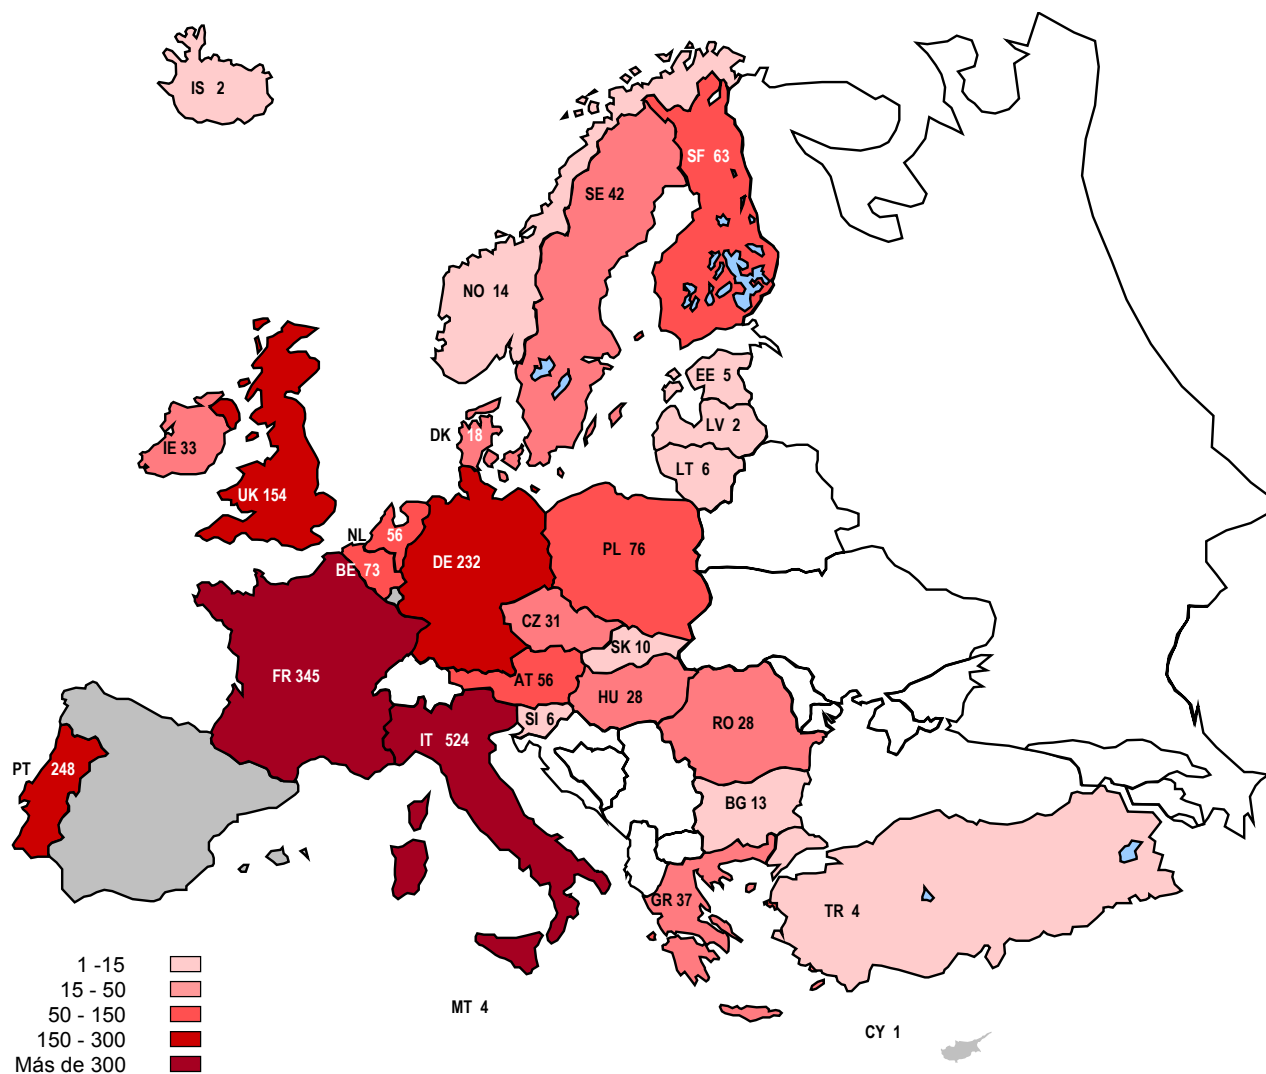 IS 2
SF 63
SE 42
NO 14
EE 5
LV 2
DK 18
IE 33
LT 6
UK 154
NL 56
PL 76
BE 73
DE 232
CZ 31
SK 10
FR 345
AT 56
HU 28
SI 6
RO 28
IT 524
PT 248
BG 13
GR 37
TR 4
1 -15
15 - 50
50 - 150
150 - 300
Más de 300
MT 4
CY 1